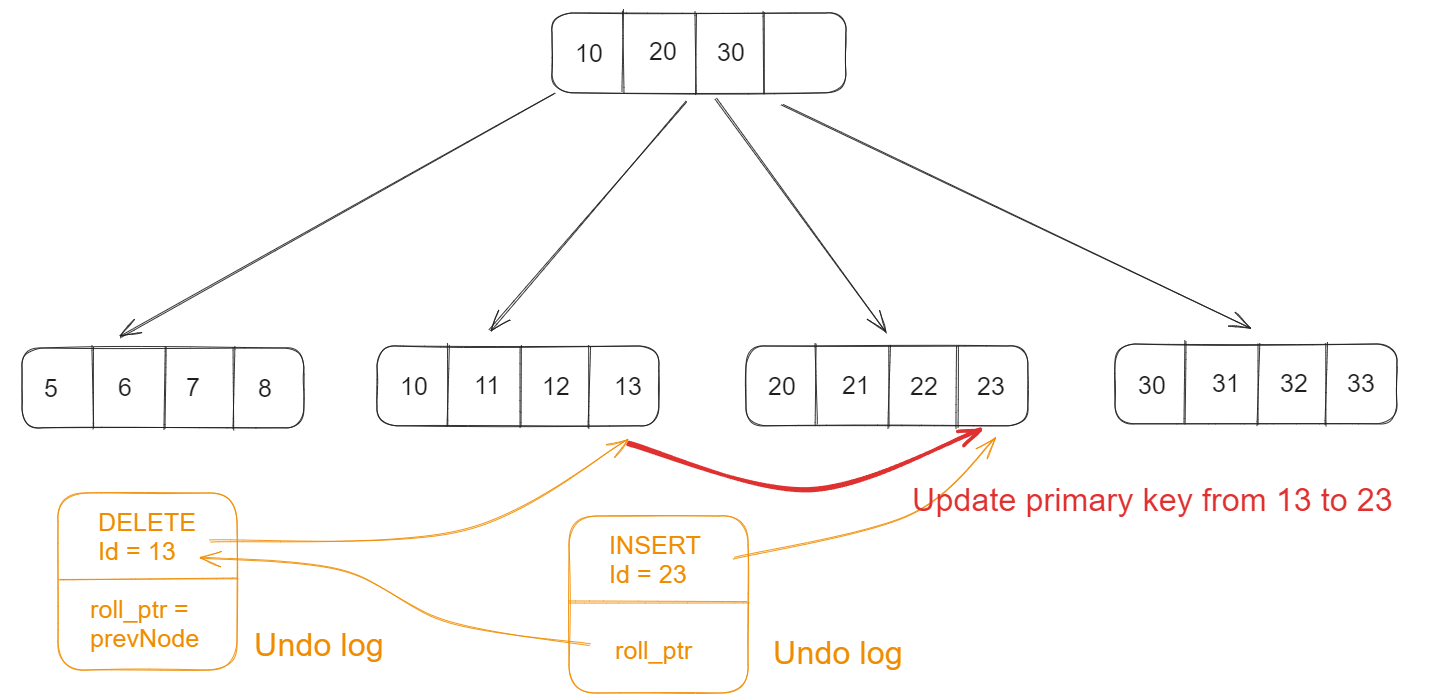 10 20 30
5 6 7 8
10 11 12 13
20 21 22 23
30 31 32 33
Update primary key from 13 to 23
DELETE
Id = 13
roll_ptr =
prevNode
Undo log
INSERT
Id = 23
roll_ptr
Undo log